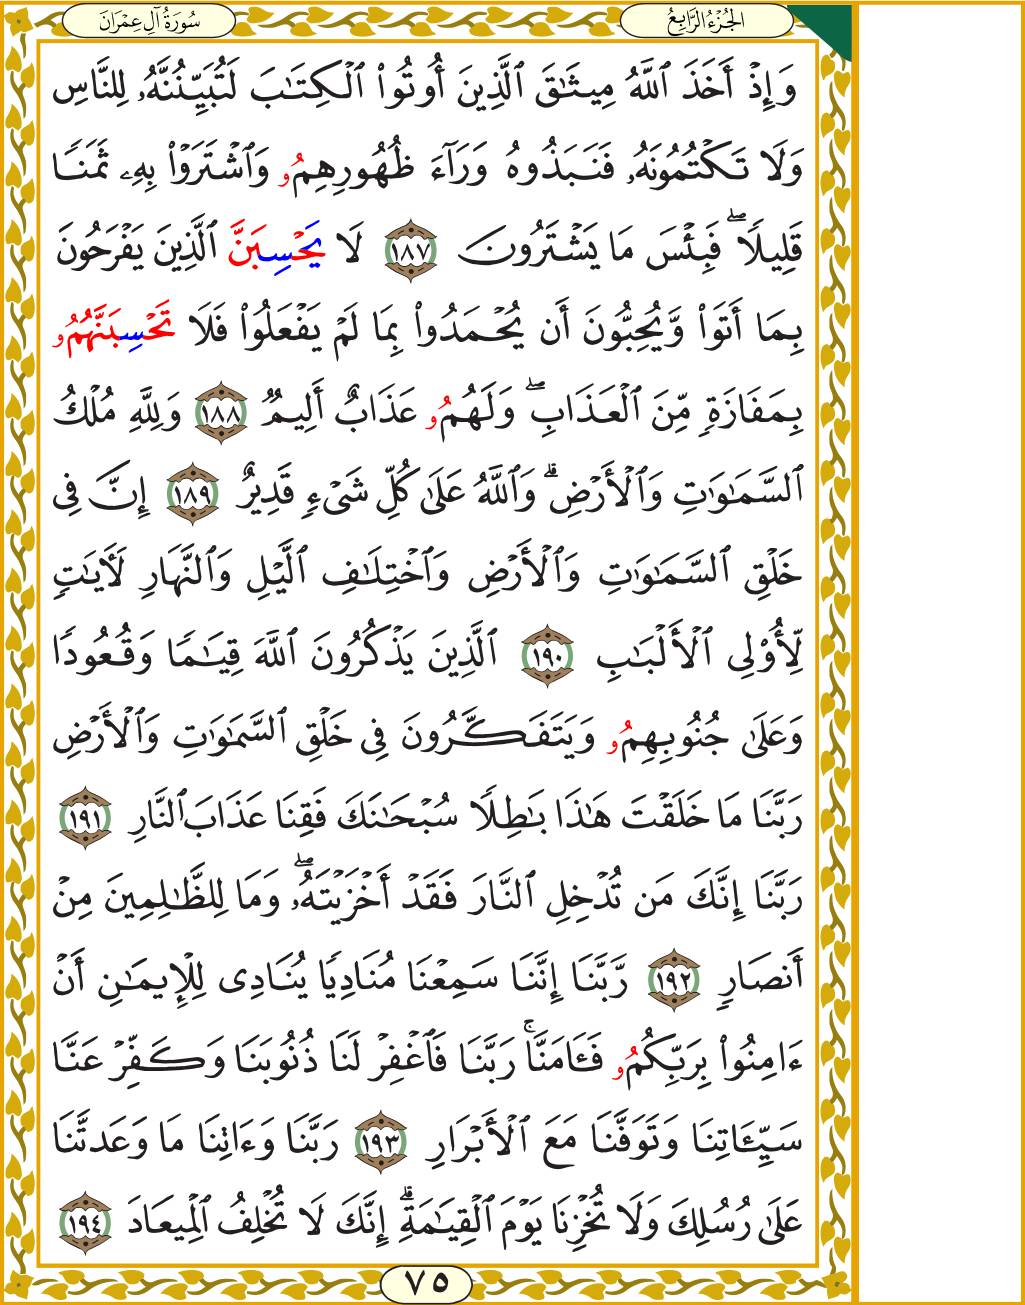 سُورَةُ آلِ عِمْرَانَ
الجُزْءُ الرَّابِعُ
وَإِذْ أَخَذَ ٱللَّهُ مِيثَٰقَ ٱلَّذِينَ أُوتُوا۟ ٱلْكِتَٰبَ لَتُبَيِّنُنَّهُۥ لِلنَّاسِ
وَلَا تَكْتُمُونَهُۥ فَنَبَذُوهُ وَرَآءَ ظُهُورِهِمُۥ وَٱشْتَرَوْا۟ بِهِۦ ثَمَنًا
قَلِيلًا ۖ فَبِئْسَ مَا يَشْتَرُونَ ١٨٧ لَا يَحْسِبَنَّ ٱلَّذِينَ يَفْرَحُونَ
بِمَا أَتَوا۟ وَّيُحِبُّونَ أَن يُحْمَدُوا۟ بِمَا لَمْ يَفْعَلُوا۟ فَلَا تَحْسِبَنَّهُمُۥ
بِمَفَازَةٍ مِّنَ ٱلْعَذَابِ ۖ وَلَهُمُۥ عَذَابٌ أَلِيمٌ ١٨٨ وَلِلَّهِ مُلْكُ
ٱلسَّمَٰوَٰتِ وَٱلْأَرْضِ ۗ وَٱللَّهُ عَلَىٰ كُلِّ شَىْءٍ قَدِيرٌ ١٨٩ إِنَّ فِى
خَلْقِ ٱلسَّمَٰوَٰتِ وَٱلْأَرْضِ وَٱخْتِلَٰفِ ٱلَّيْلِ وَٱلنَّهَارِ لَـَٔايَٰتٍ
لِّأُو۟لِى ٱلْأَلْبَٰبِ ١٩٠ ٱلَّذِينَ يَذْكُرُونَ ٱللَّهَ قِيَٰمًا وَقُعُودًا
وَعَلَىٰ جُنُوبِهِمُۥ وَيَتَفَكَّرُونَ فِى خَلْقِ ٱلسَّمَٰوَٰتِ وَٱلْأَرْضِ
رَبَّنَا مَا خَلَقْتَ هَٰذَا بَٰطِلًا سُبْحَٰنَكَ فَقِنَا عَذَابَ ٱلنَّارِ ١٩١
رَبَّنَا إِنَّكَ مَن تُدْخِلِ ٱلنَّارَ فَقَدْ أَخْزَيْتَهُۥ ۖ وَمَا لِلظَّٰلِمِينَ مِنْ
أَنصَارٍ ١٩٢ رَّبَّنَا إِنَّنَا سَمِعْنَا مُنَادِيًا يُنَادِى لِلْإِيمَٰنِ أَنْ
ءَامِنُوا۟ بِرَبِّكُمُۥ فَـَٔامَنَّا ۚ رَبَّنَا فَٱغْفِرْ لَنَا ذُنُوبَنَا وَكَفِّرْ عَنَّا
سَيِّـَٔاتِنَا وَتَوَفَّنَا مَعَ ٱلْأَبْرَارِ ١٩٣ رَبَّنَا وَءَاتِنَا مَا وَعَدتَّنَا
عَلَىٰ رُسُلِكَ وَلَا تُخْزِنَا يَوْمَ ٱلْقِيَٰمَةِ ۗ إِنَّكَ لَا تُخْلِفُ ٱلْمِيعَادَ ١٩٤
٧٥